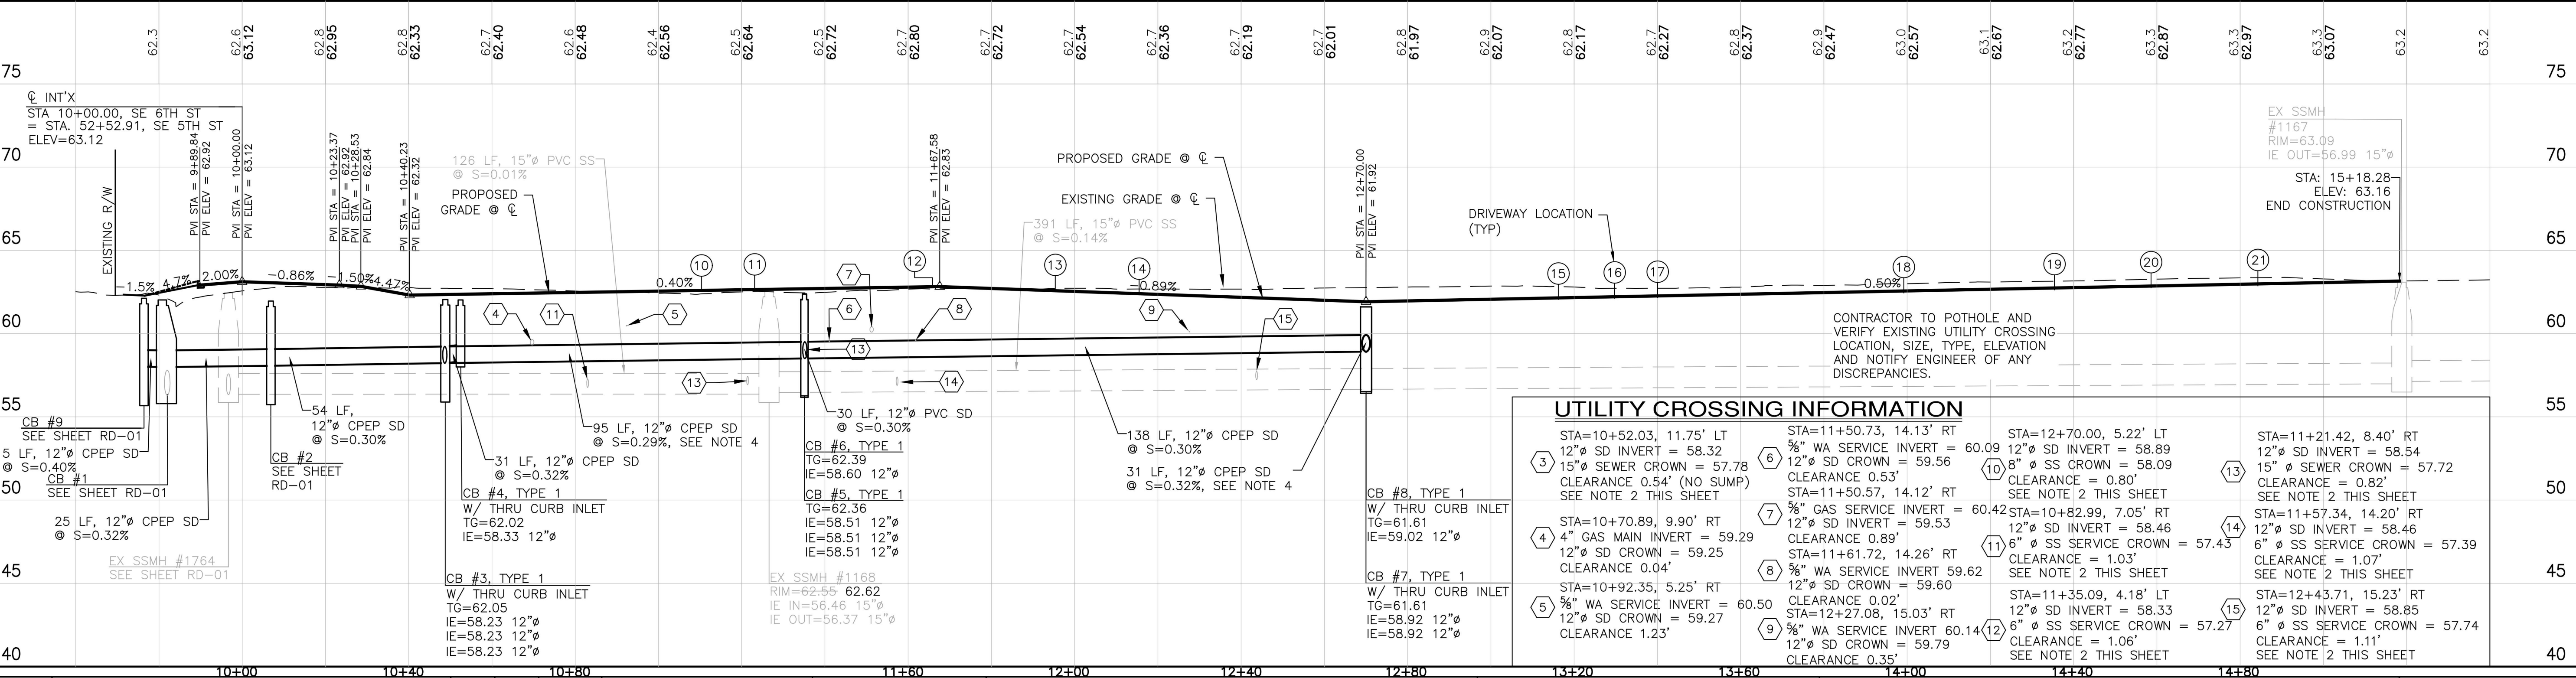 62.3
62.6 63.12
62.8 62.95
62.8 62.33
62.7 62.40
62.6 62.48
62.4 62.56
62.5 62.64
62.5 62.72
62.7 62.80
62.7 62.72
62.7 62.54
62.7 62.36
62.7 62.19
62.7 62.01
62.8 61.97
62.9 62.07
62.8 62.17
62.8 62.27
62.8 62.37
62.9 62.47
63.0 62.57
63.1 62.67
63.2 62.77
63.3 62.87
63.3 62.97
63.3 63.07
63.2
63.2
75
70
65
60
55
50
45
40
75
70
65
60
55
50
45
40
℄ INT'X
STA 10+00.00, SE 6TH ST
= STA. 52+52.91, SE 5TH ST
ELEV=63.12
EXISTING R/W
PVI STA = 9+89.84
PVI ELEV = 62.92
PVI STA = 10+00.00
PVI ELEV = 63.12
PVI STA = 10+23.37
PVI ELEV = 62.92
PVI STA = 10+28.53
PVI ELEV = 62.84
PVI STA = 10+40.23
PVI ELEV = 62.32
126 LF, 15"ø PVC SS
@ S=0.01%
PROPOSED
GRADE @ ℄
PVI STA = 11+67.58
PVI ELEV = 62.83
PROPOSED GRADE @ ℄
EXISTING GRADE @ ℄
391 LF, 15"ø PVC SS
@ S=0.14%
PVI STA = 12+70.00
PVI ELEV = 61.92
DRIVEWAY LOCATION
(TYP)
EX SSMH
#1167
RIM=63.09
IE OUT=56.99 15"ø
STA: 15+18.28
ELEV: 63.16
END CONSTRUCTION
-1.5%
4.7%
2.00%
-0.86%
-1.50%
-4.47%
0.40%
-0.89%
0.50%
10
11
12
13
14
15
16
17
18
19
20
21
4
11
5
7
6
8
13
13
14
9
15
CONTRACTOR TO POTHOLE AND
VERIFY EXISTING UTILITY CROSSING
LOCATION, SIZE, TYPE, ELEVATION
AND NOTIFY ENGINEER OF ANY
DISCREPANCIES.
CB #9
SEE SHEET RD-01
5 LF, 12"ø CPEP SD
@ S=0.40%
CB #1
SEE SHEET RD-01
25 LF, 12"ø CPEP SD
@ S=0.32%
EX SSMH #1764
SEE SHEET RD-01
54 LF,
12"ø CPEP SD
@ S=0.30%
CB #2
SEE SHEET
RD-01
31 LF, 12"ø CPEP SD
@ S=0.32%
CB #4, TYPE 1
W/ THRU CURB INLET
TG=62.02
IE=58.33 12"ø
CB #3, TYPE 1
W/ THRU CURB INLET
TG=62.05
IE=58.23 12"ø
IE=58.23 12"ø
IE=58.23 12"ø
95 LF, 12"ø CPEP SD
@ S=0.29%, SEE NOTE 4
30 LF, 12"ø PVC SD
@ S=0.30%
CB #6, TYPE 1
TG=62.39
IE=58.60 12"ø
CB #5, TYPE 1
TG=62.36
IE=58.51 12"ø
IE=58.51 12"ø
IE=58.51 12"ø
EX SSMH #1168
RIM=62.55 62.62
IE IN=56.46 15"ø
IE OUT=56.37 15"ø
138 LF, 12"ø CPEP SD
@ S=0.30%
31 LF, 12"ø CPEP SD
@ S=0.32%, SEE NOTE 4
CB #8, TYPE 1
W/ THRU CURB INLET
TG=61.61
IE=59.02 12"ø
CB #7, TYPE 1
W/ THRU CURB INLET
TG=61.61
IE=58.92 12"ø
IE=58.92 12"ø
UTILITY CROSSING INFORMATION
3
STA=10+52.03, 11.75' LT
12"ø SD INVERT = 58.32
15"ø SEWER CROWN = 57.78
CLEARANCE 0.54' (NO SUMP)
SEE NOTE 2 THIS SHEET
4
STA=10+70.89, 9.90' RT
4" GAS MAIN INVERT = 59.29
12"ø SD CROWN = 59.25
CLEARANCE 0.04'
5
STA=10+92.35, 5.25' RT
⅝" WA SERVICE INVERT = 60.50
12"ø SD CROWN = 59.27
CLEARANCE 1.23'
6
STA=11+50.73, 14.13' RT
⅝" WA SERVICE INVERT = 60.09
12"ø SD CROWN = 59.56
CLEARANCE 0.53'
7
STA=11+50.57, 14.12' RT
⅝" GAS SERVICE INVERT = 60.42
12"ø SD INVERT = 59.53
CLEARANCE 0.89'
8
STA=11+61.72, 14.26' RT
⅝" WA SERVICE INVERT 59.62
12"ø SD CROWN = 59.60
CLEARANCE 0.02'
9
STA=12+27.08, 15.03' RT
⅝" WA SERVICE INVERT 60.14
12"ø SD CROWN = 59.79
CLEARANCE 0.35'
10
STA=12+70.00, 5.22' LT
12"ø SD INVERT = 58.89
8" ø SS CROWN = 58.09
CLEARANCE = 0.80'
SEE NOTE 2 THIS SHEET
11
STA=10+82.99, 7.05' RT
12"ø SD INVERT = 58.46
6" ø SS SERVICE CROWN = 57.43
CLEARANCE = 1.03'
SEE NOTE 2 THIS SHEET
12
STA=11+35.09, 4.18' LT
12"ø SD INVERT = 58.33
6" ø SS SERVICE CROWN = 57.27
CLEARANCE = 1.06'
SEE NOTE 2 THIS SHEET
13
STA=11+21.42, 8.40' RT
12"ø SD INVERT = 58.54
15" ø SEWER CROWN = 57.72
CLEARANCE = 0.82'
SEE NOTE 2 THIS SHEET
14
STA=11+57.34, 14.20' RT
12"ø SD INVERT = 58.46
6" ø SS SERVICE CROWN = 57.39
CLEARANCE = 1.07'
SEE NOTE 2 THIS SHEET
15
STA=12+43.71, 15.23' RT
12"ø SD INVERT = 58.85
6" ø SS SERVICE CROWN = 57.74
CLEARANCE = 1.11'
SEE NOTE 2 THIS SHEET
10+00 10+40 10+80 11+60 12+00 12+40 12+80 13+20 13+60 14+00 14+40 14+80